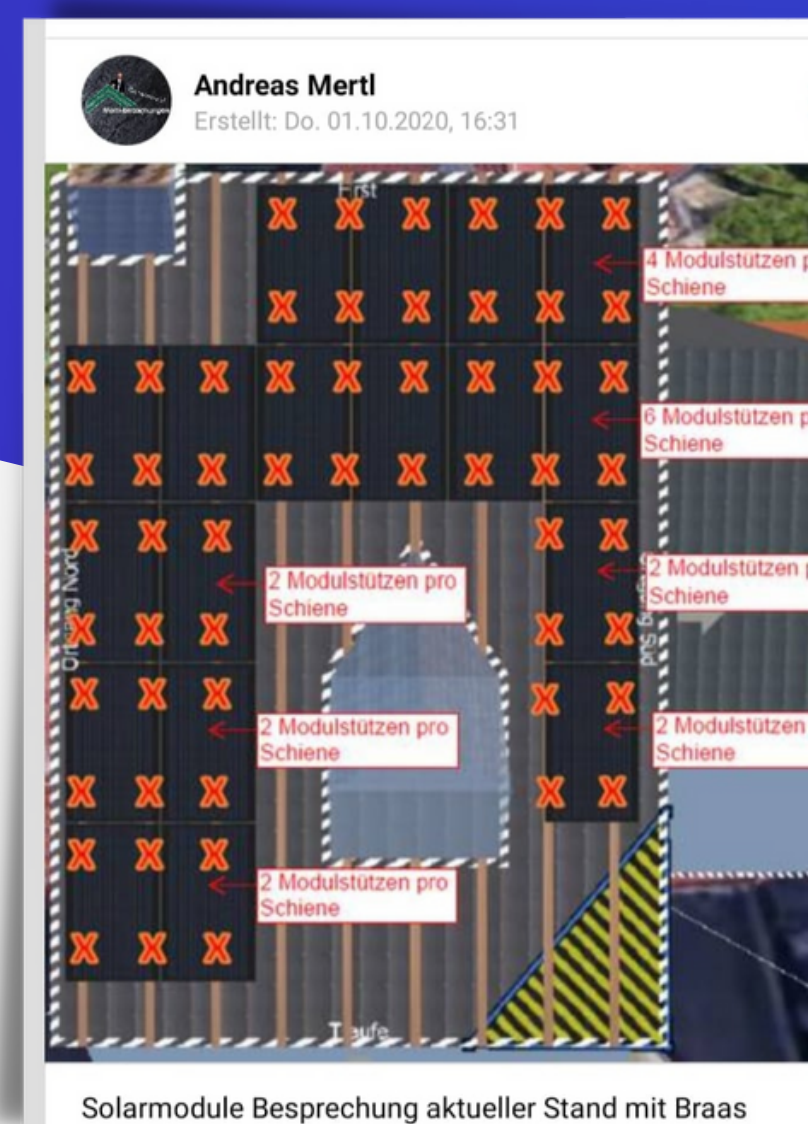 Andreas Mertl
Erstellt: Do. 01.10.2020, 16:31
First
4 Modulstützen
Schiene
6 Modulstützen
Schiene
2 Modulstützen pro
Schiene
2 Modulstützen
Schiene
Ortgang Nord
2 Modulstützen pro
Schiene
2 Modulstützen
Schiene
2 Modulstützen pro
Schiene
Traufe
Solarmodule Besprechung aktueller Stand mit Braas